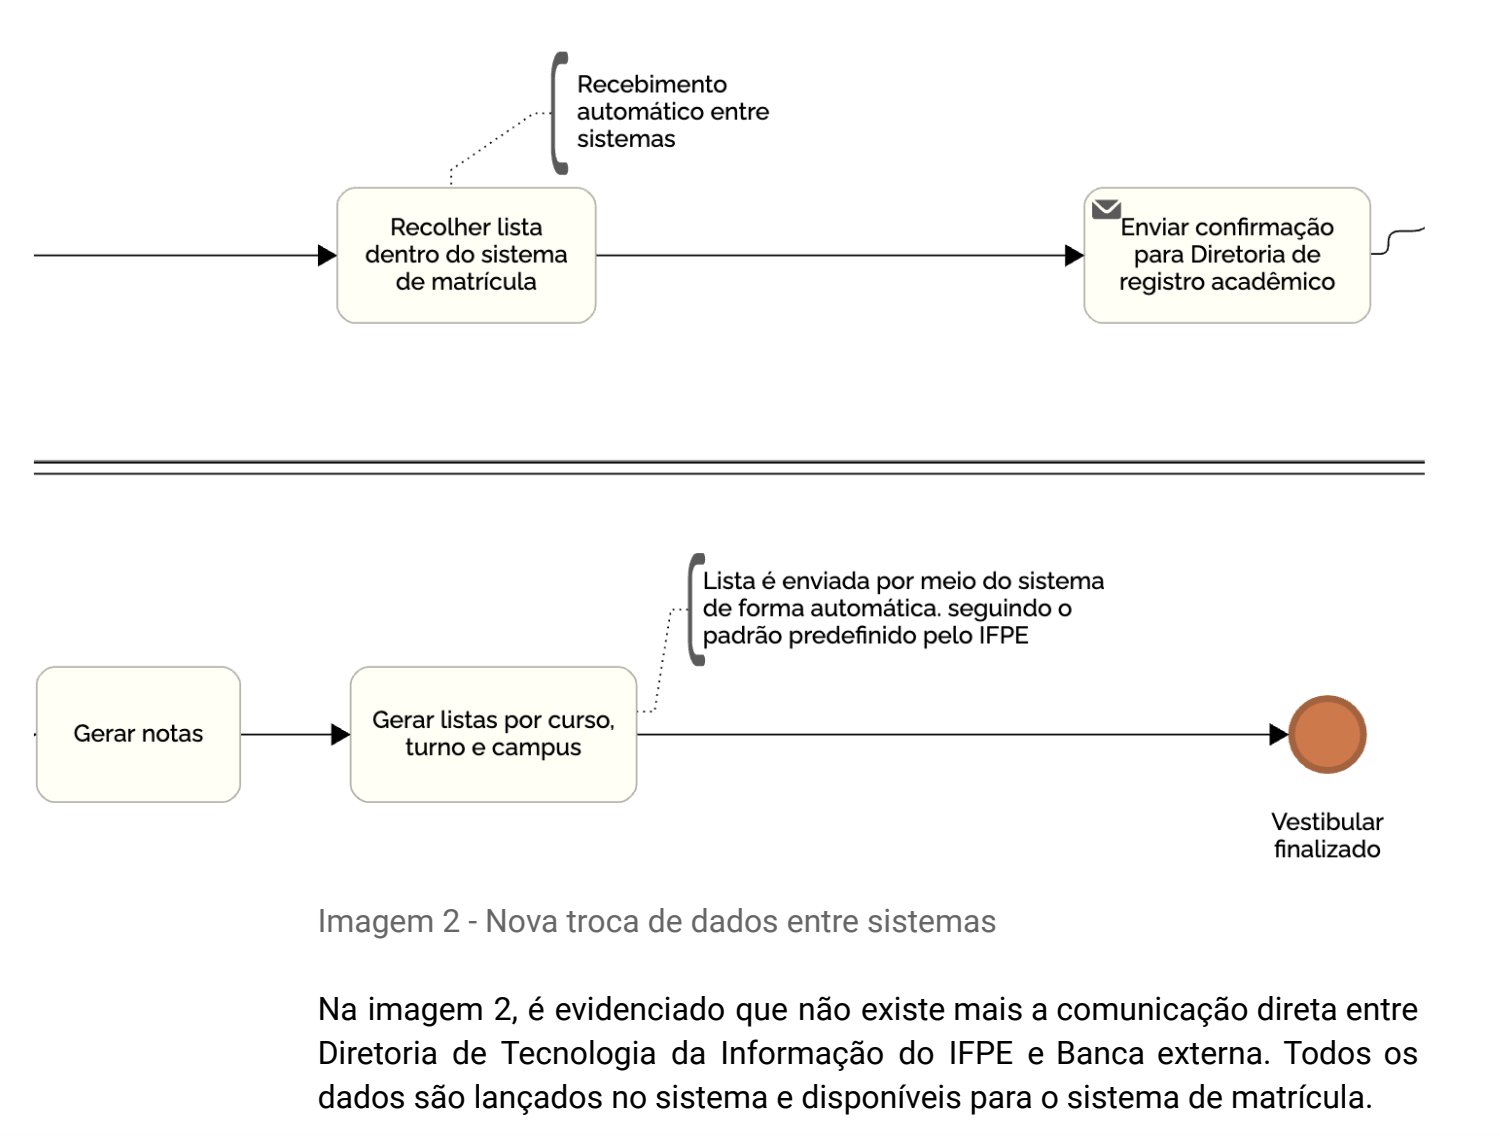 Recebimento
automático entre
sistemas
Recolher lista
dentro do sistema
de matrícula
Enviar confirmação
para Diretoria de
registro acadêmico
Lista é enviada por meio do sistema
de forma automática. seguindo o
padrão predefinido pelo IFPE
Gerar notas
Gerar listas por curso,
turno e campus
Vestibular
finalizado
Imagem 2 - Nova troca de dados entre sistemas
Na imagem 2, é evidenciado que não existe mais a comunicação direta entre
Diretoria de Tecnologia da Informação do IFPE e Banca externa. Todos os
dados são lançados no sistema e disponíveis para o sistema de matrícula.